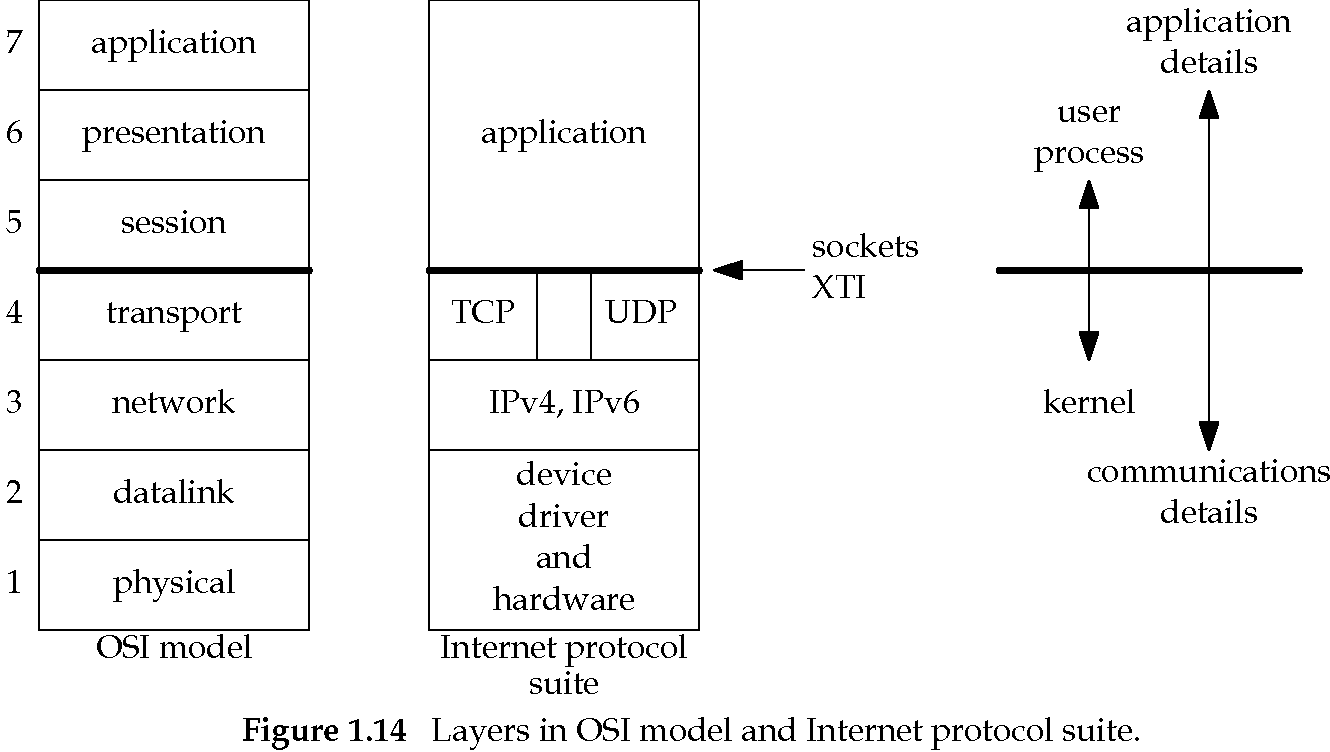 7 application
6 presentation
5 session
4 transport
3 network
2 datalink
1 physical
OSI model
application
TCP UDP
IPv4, IPv6
device
driver
and
hardware
Internet protocol
suite
sockets
XTI
user
process
kernel
application
details
communications
details
Figure 1.14 Layers in OSI model and Internet protocol suite.